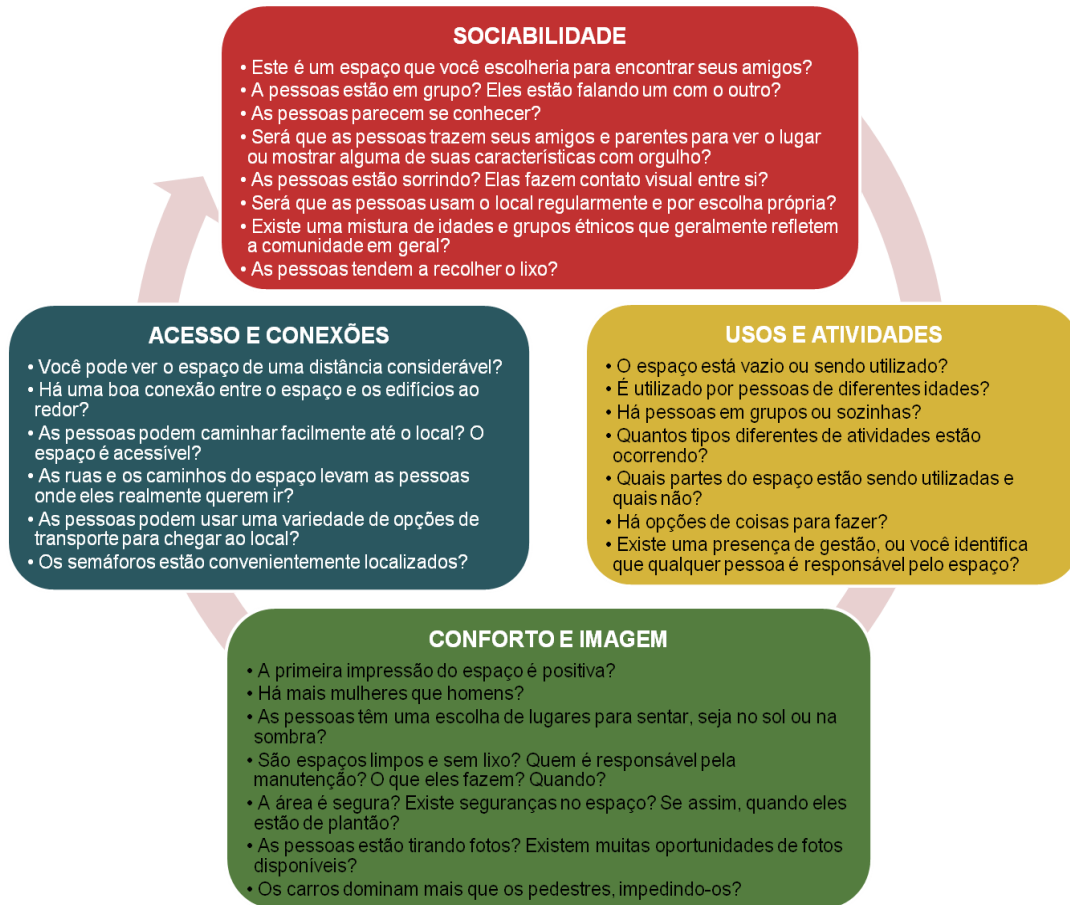 SOCIABILIDADE
• Este é um espaço que você escolheria para encontrar seus amigos?
• A pessoas estão em grupo? Eles estão falando um com o outro?
• As pessoas parecem se conhecer?
• Será que as pessoas trazem seus amigos e parentes para ver o lugar
ou mostrar alguma de suas características com orgulho?
• As pessoas estão sorrindo? Elas fazem contato visual entre si?
• Será que as pessoas usam o local regularmente e por escolha própria?
• Existe uma mistura de idades e grupos étnicos que geralmente refletem
a comunidade em geral?
• As pessoas tendem a recolher o lixo?
ACESSO E CONEXÕES
• Você pode ver o espaço de uma distância considerável?
• Há uma boa conexão entre o espaço e os edifícios ao
redor?
• As pessoas podem caminhar facilmente até o local? O
espaço é acessível?
• As ruas e os caminhos do espaço levam as pessoas
onde eles realmente querem ir?
• As pessoas podem usar uma variedade de opções de
transporte para chegar ao local?
• Os semáforos estão convenientemente localizados?
USOS E ATIVIDADES
• O espaço está vazio ou sendo utilizado?
• É utilizado por pessoas de diferentes idades?
• Há pessoas em grupos ou sozinhas?
• Quantos tipos diferentes de atividades estão
ocorrendo?
• Quais partes do espaço estão sendo utilizadas e
quais não?
• Há opções de coisas para fazer?
• Existe uma presença de gestão, ou você identifica
que qualquer pessoa é responsável pelo espaço?
CONFORTO E IMAGEM
• A primeira impressão do espaço é positiva?
• Há mais mulheres que homens?
• As pessoas têm uma escolha de lugares para sentar, seja no sol ou na
sombra?
• São espaços limpos e sem lixo? Quem é responsável pela
manutenção? O que eles fazem? Quando?
• A área é segura? Existe seguranças no espaço? Se assim, quando eles
estão de plantão?
• As pessoas estão tirando fotos? Existem muitas oportunidades de fotos
disponíveis?
• Os carros dominam mais que os pedestres, impedindo-os?